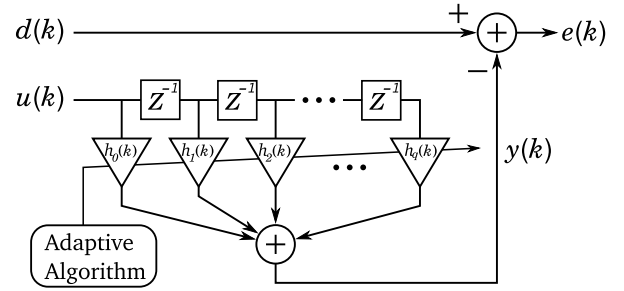 d(k) + + e(k)
−
u(k) Z⁻¹ Z⁻¹ ••• Z⁻¹
h₀(k) h₁(k) h₂(k) ••• h_q(k) y(k)
+
Adaptive
Algorithm